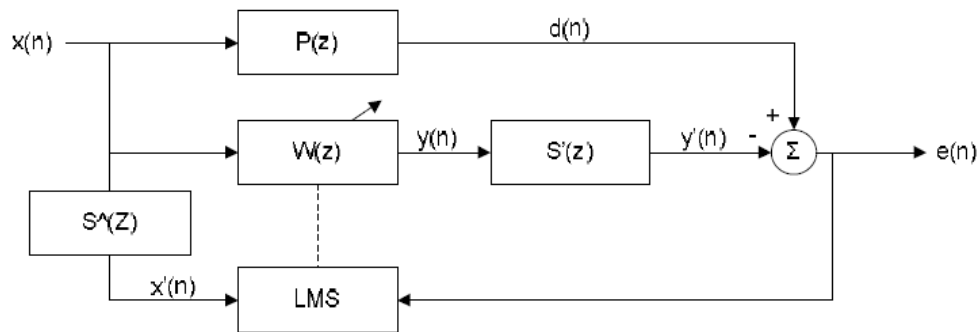 x(n)
P(z)
d(n)
+
W(z)
y(n)
S'(z)
y'(n)
-
Σ
e(n)
S^(Z)
x'(n)
LMS